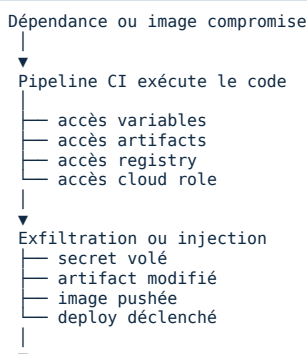 Dépendance ou image compromise
│
▼
Pipeline CI exécute le code
│
├── accès variables
├── accès artifacts
├── accès registry
└── accès cloud role
│
▼
Exfiltration ou injection
├── secret volé
├── artifact modifié
├── image pushée
└── deploy déclenché
│
▼